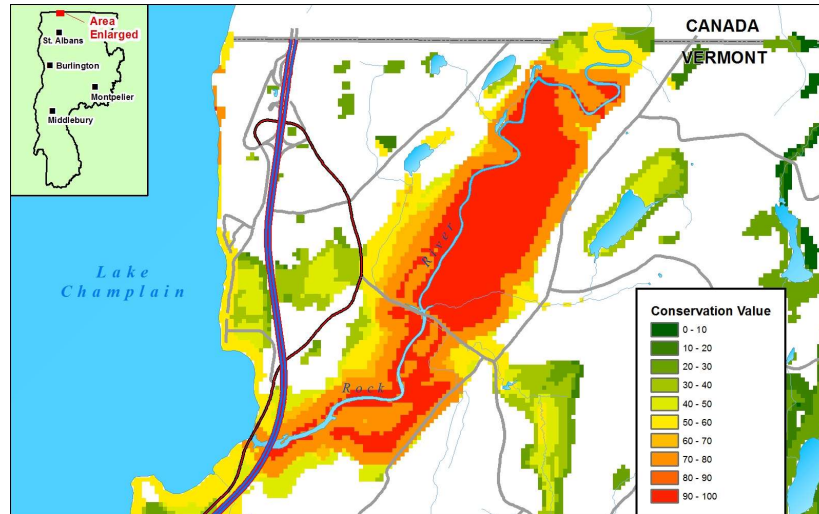 Area
Enlarged
St. Albans
Burlington
Montpelier
Middlebury
CANADA
VERMONT
Lake
Champlain
River
Rock
Conservation Value
0 - 10
10 - 20
20 - 30
30 - 40
40 - 50
50 - 60
60 - 70
70 - 80
80 - 90
90 - 100